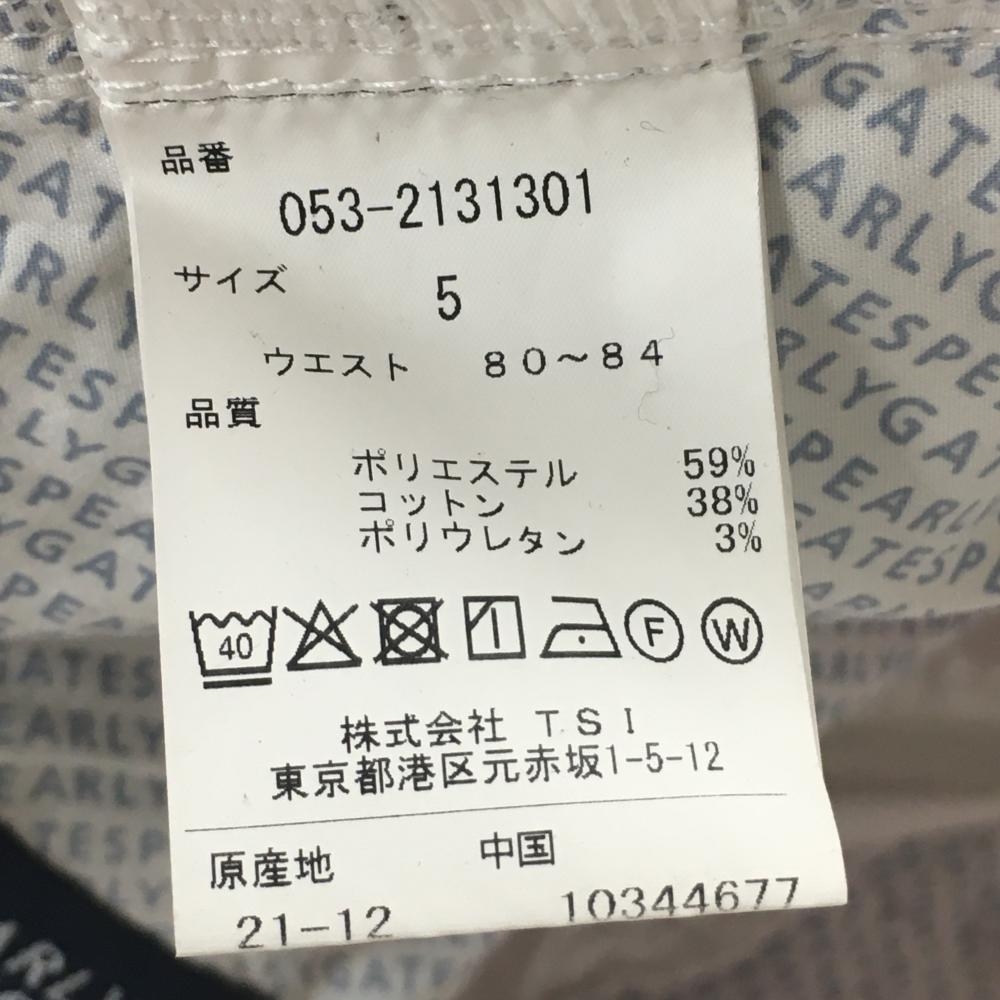 品番
053-2131301
サイズ 5
ウエスト 80〜84
品質
ポリエステル 59%
コットン 38%
ポリウレタン 3%
40 F W
株式会社 TSI
東京都港区元赤坂1-5-12
原産地 中国
21-12 10344677